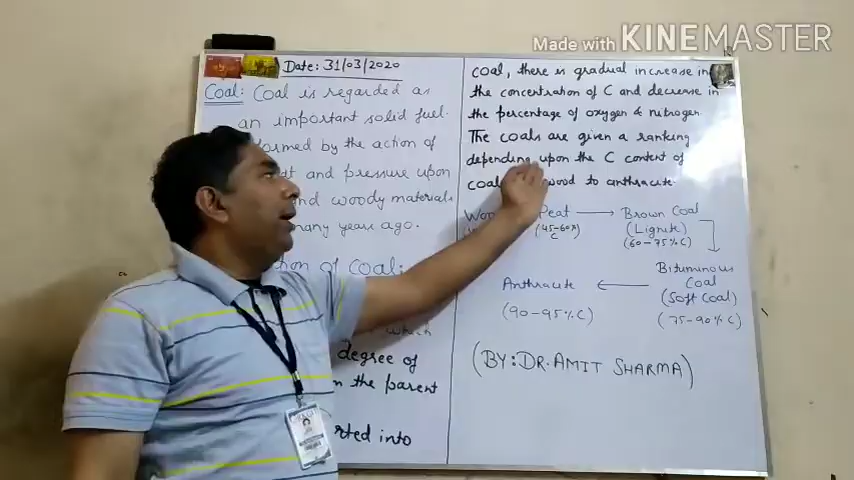 Made with KINEMASTER
Date: 31/03/2020
Coal: Coal is regarded as
an important solid fuel.
formed by the action of
and pressure upon
and woody materials
many years ago.
tion of Coal:
which
degree of
in the parent
rted into
coal, there is gradual increase in
the concentration of C and decrease in
the percentage of oxygen & nitrogen.
The coals are given a ranking
depending upon the C content of
coal wood to anthracite.
Peat → Brown Coal
(45-60%) (Lignite)
C (60-75%C)
Bituminous
Anthracite ← Coal
(Soft Coal)
(90-95%C) (75-90%C)
(BY: DR. AMIT SHARMA)